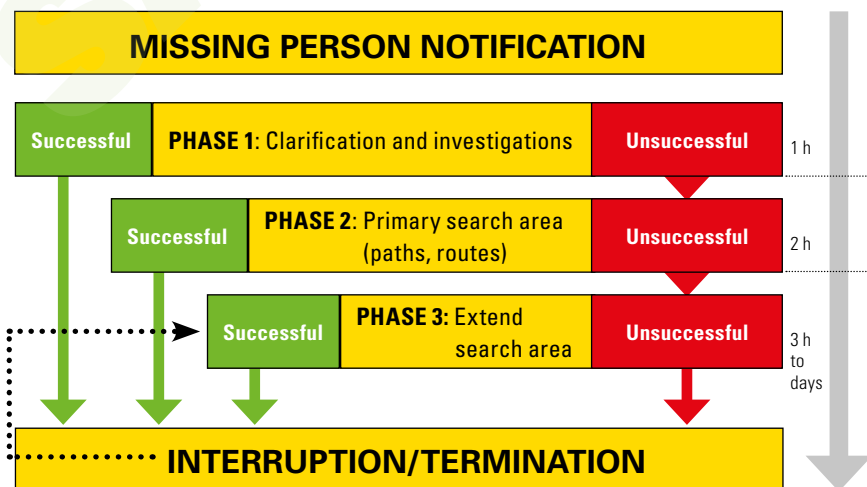 MISSING PERSON NOTIFICATION
Successful
PHASE 1: Clarification and investigations
Unsuccessful
1 h
Successful
PHASE 2: Primary search area
(paths, routes)
Unsuccessful
2 h
Successful
PHASE 3: Extend
search area
Unsuccessful
3 h
to
days
INTERRUPTION/TERMINATION